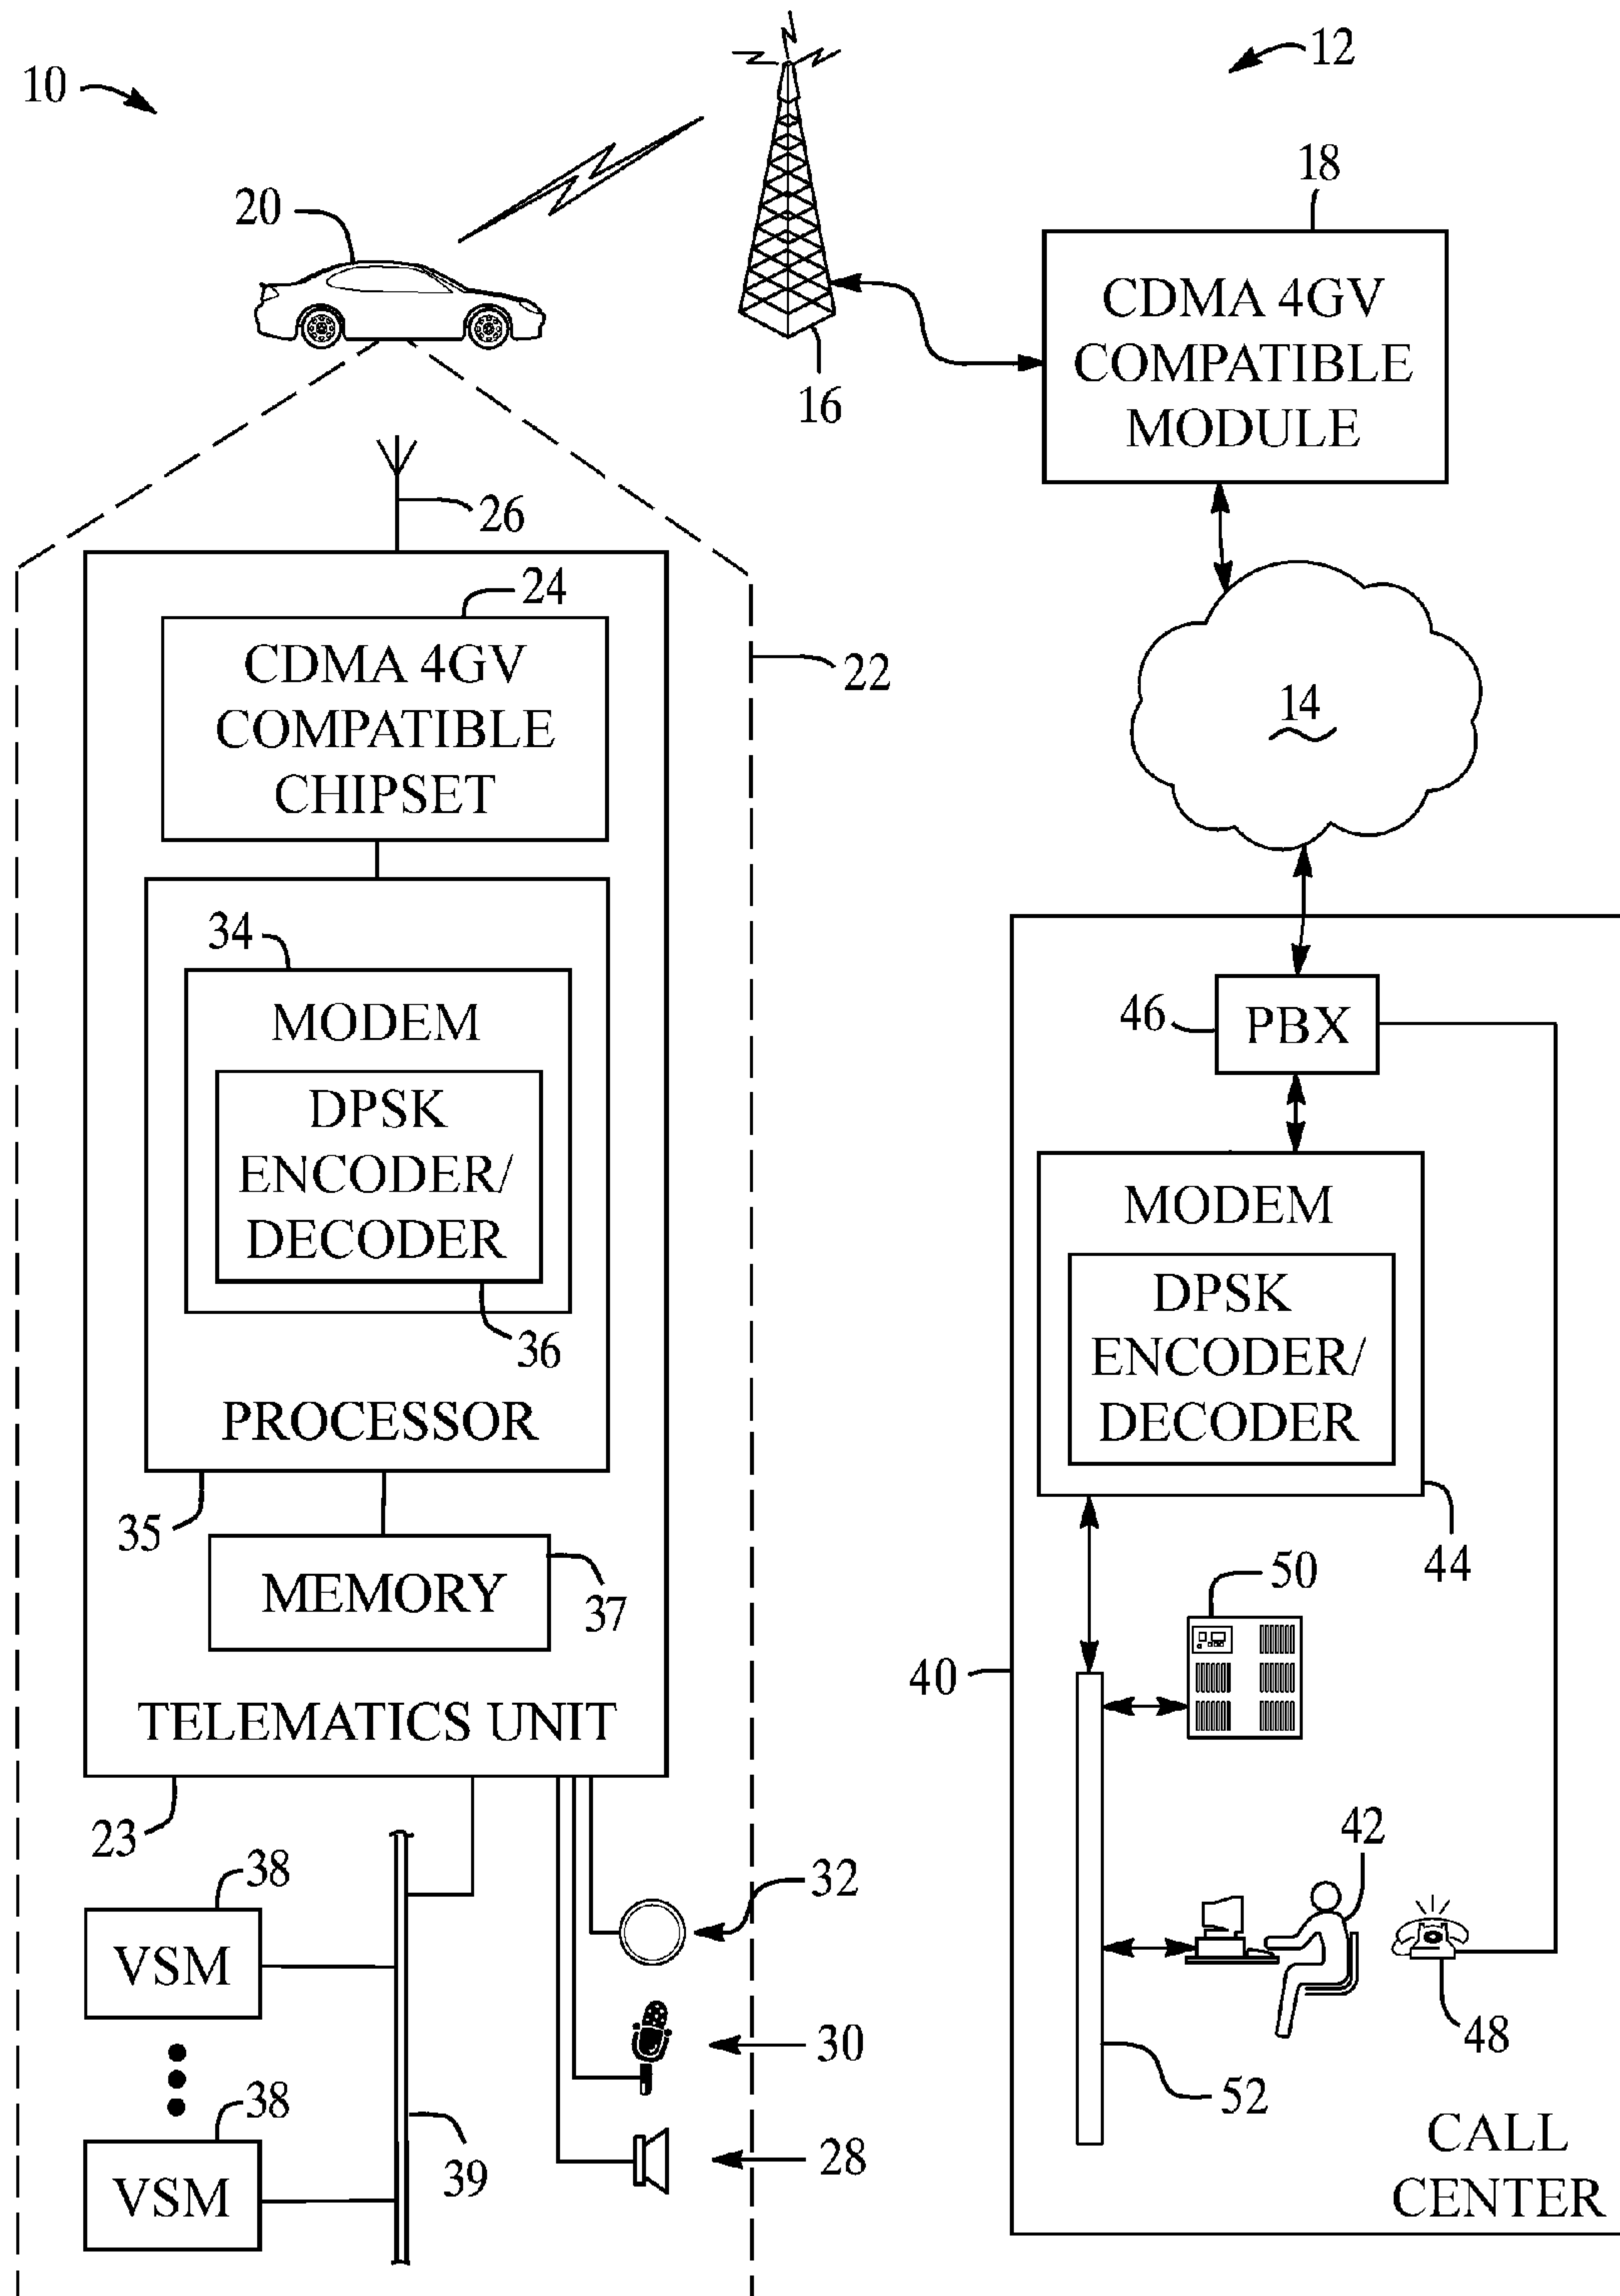 10
12
20
16
18
CDMA 4GV
COMPATIBLE
MODULE
26
24
CDMA 4GV
COMPATIBLE
CHIPSET
22
14
34
MODEM
DPSK
ENCODER/
DECODER
36
PROCESSOR
35
MEMORY
37
TELEMATICS UNIT
23
38
VSM
38
VSM
39
32
30
28
46
PBX
MODEM
DPSK
ENCODER/
DECODER
44
50
40
42
48
52
CALL
CENTER